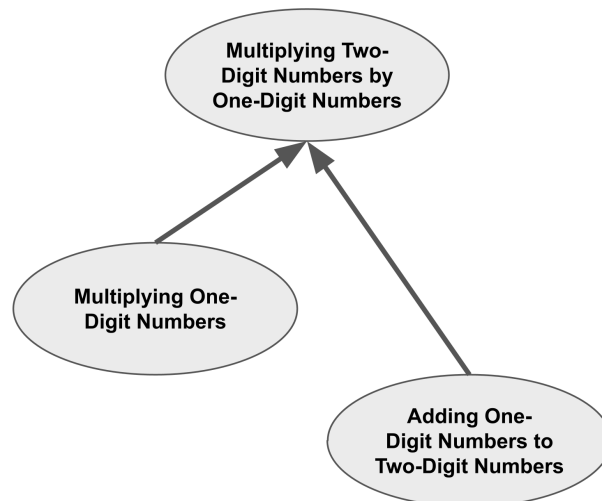 Multiplying Two-
Digit Numbers by
One-Digit Numbers
Multiplying One-
Digit Numbers
Adding One-
Digit Numbers to
Two-Digit Numbers